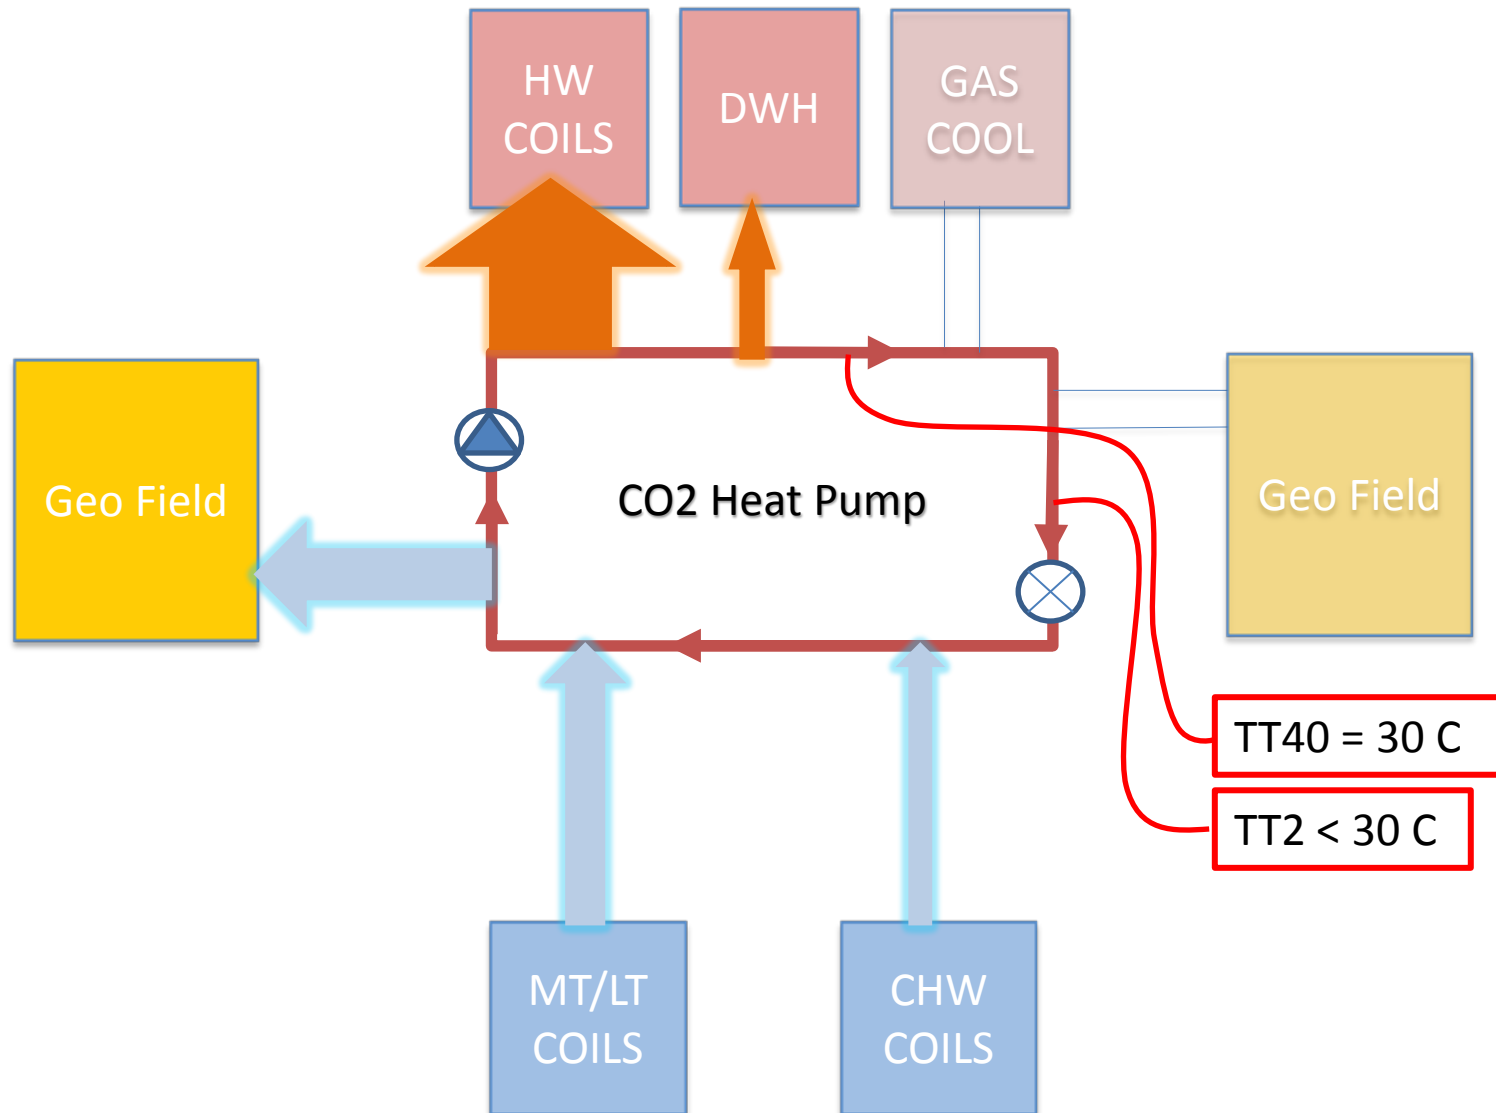 HW
COILS
DWH
GAS
COOL
Geo Field
CO2 Heat Pump
Geo Field
TT40 = 30 C
TT2 < 30 C
MT/LT
COILS
CHW
COILS